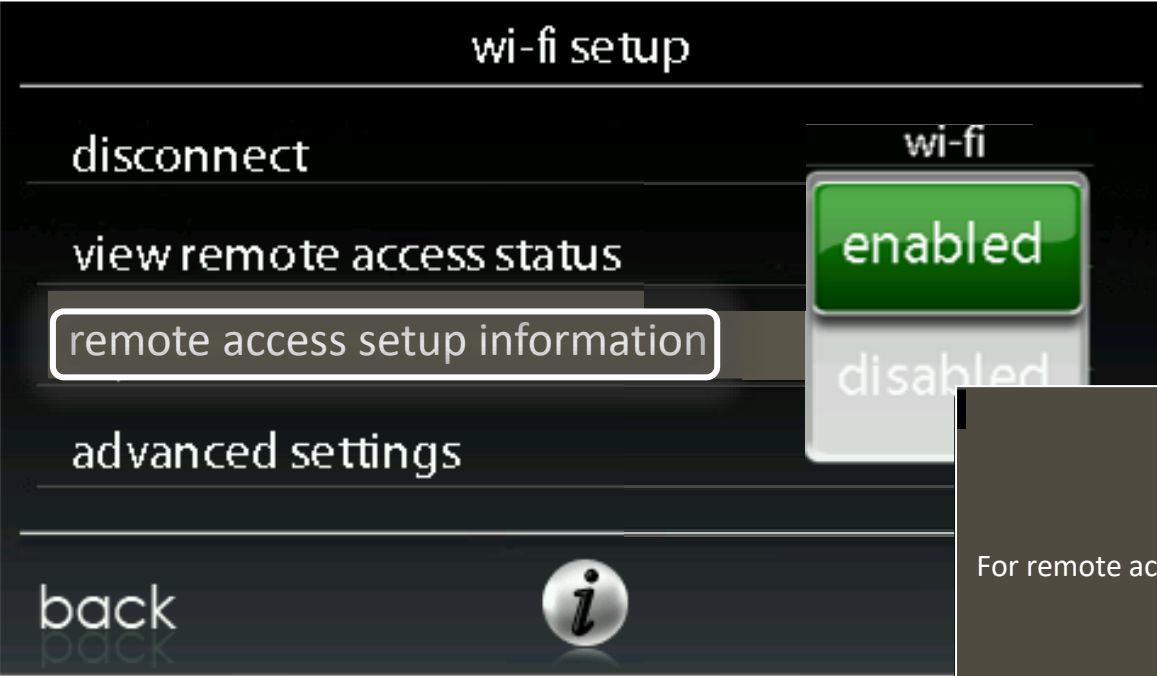 wi-fi setup
disconnect
wi-fi
view remote access status
enabled
remote access setup information
disabled
advanced settings
back
i
For remote ac